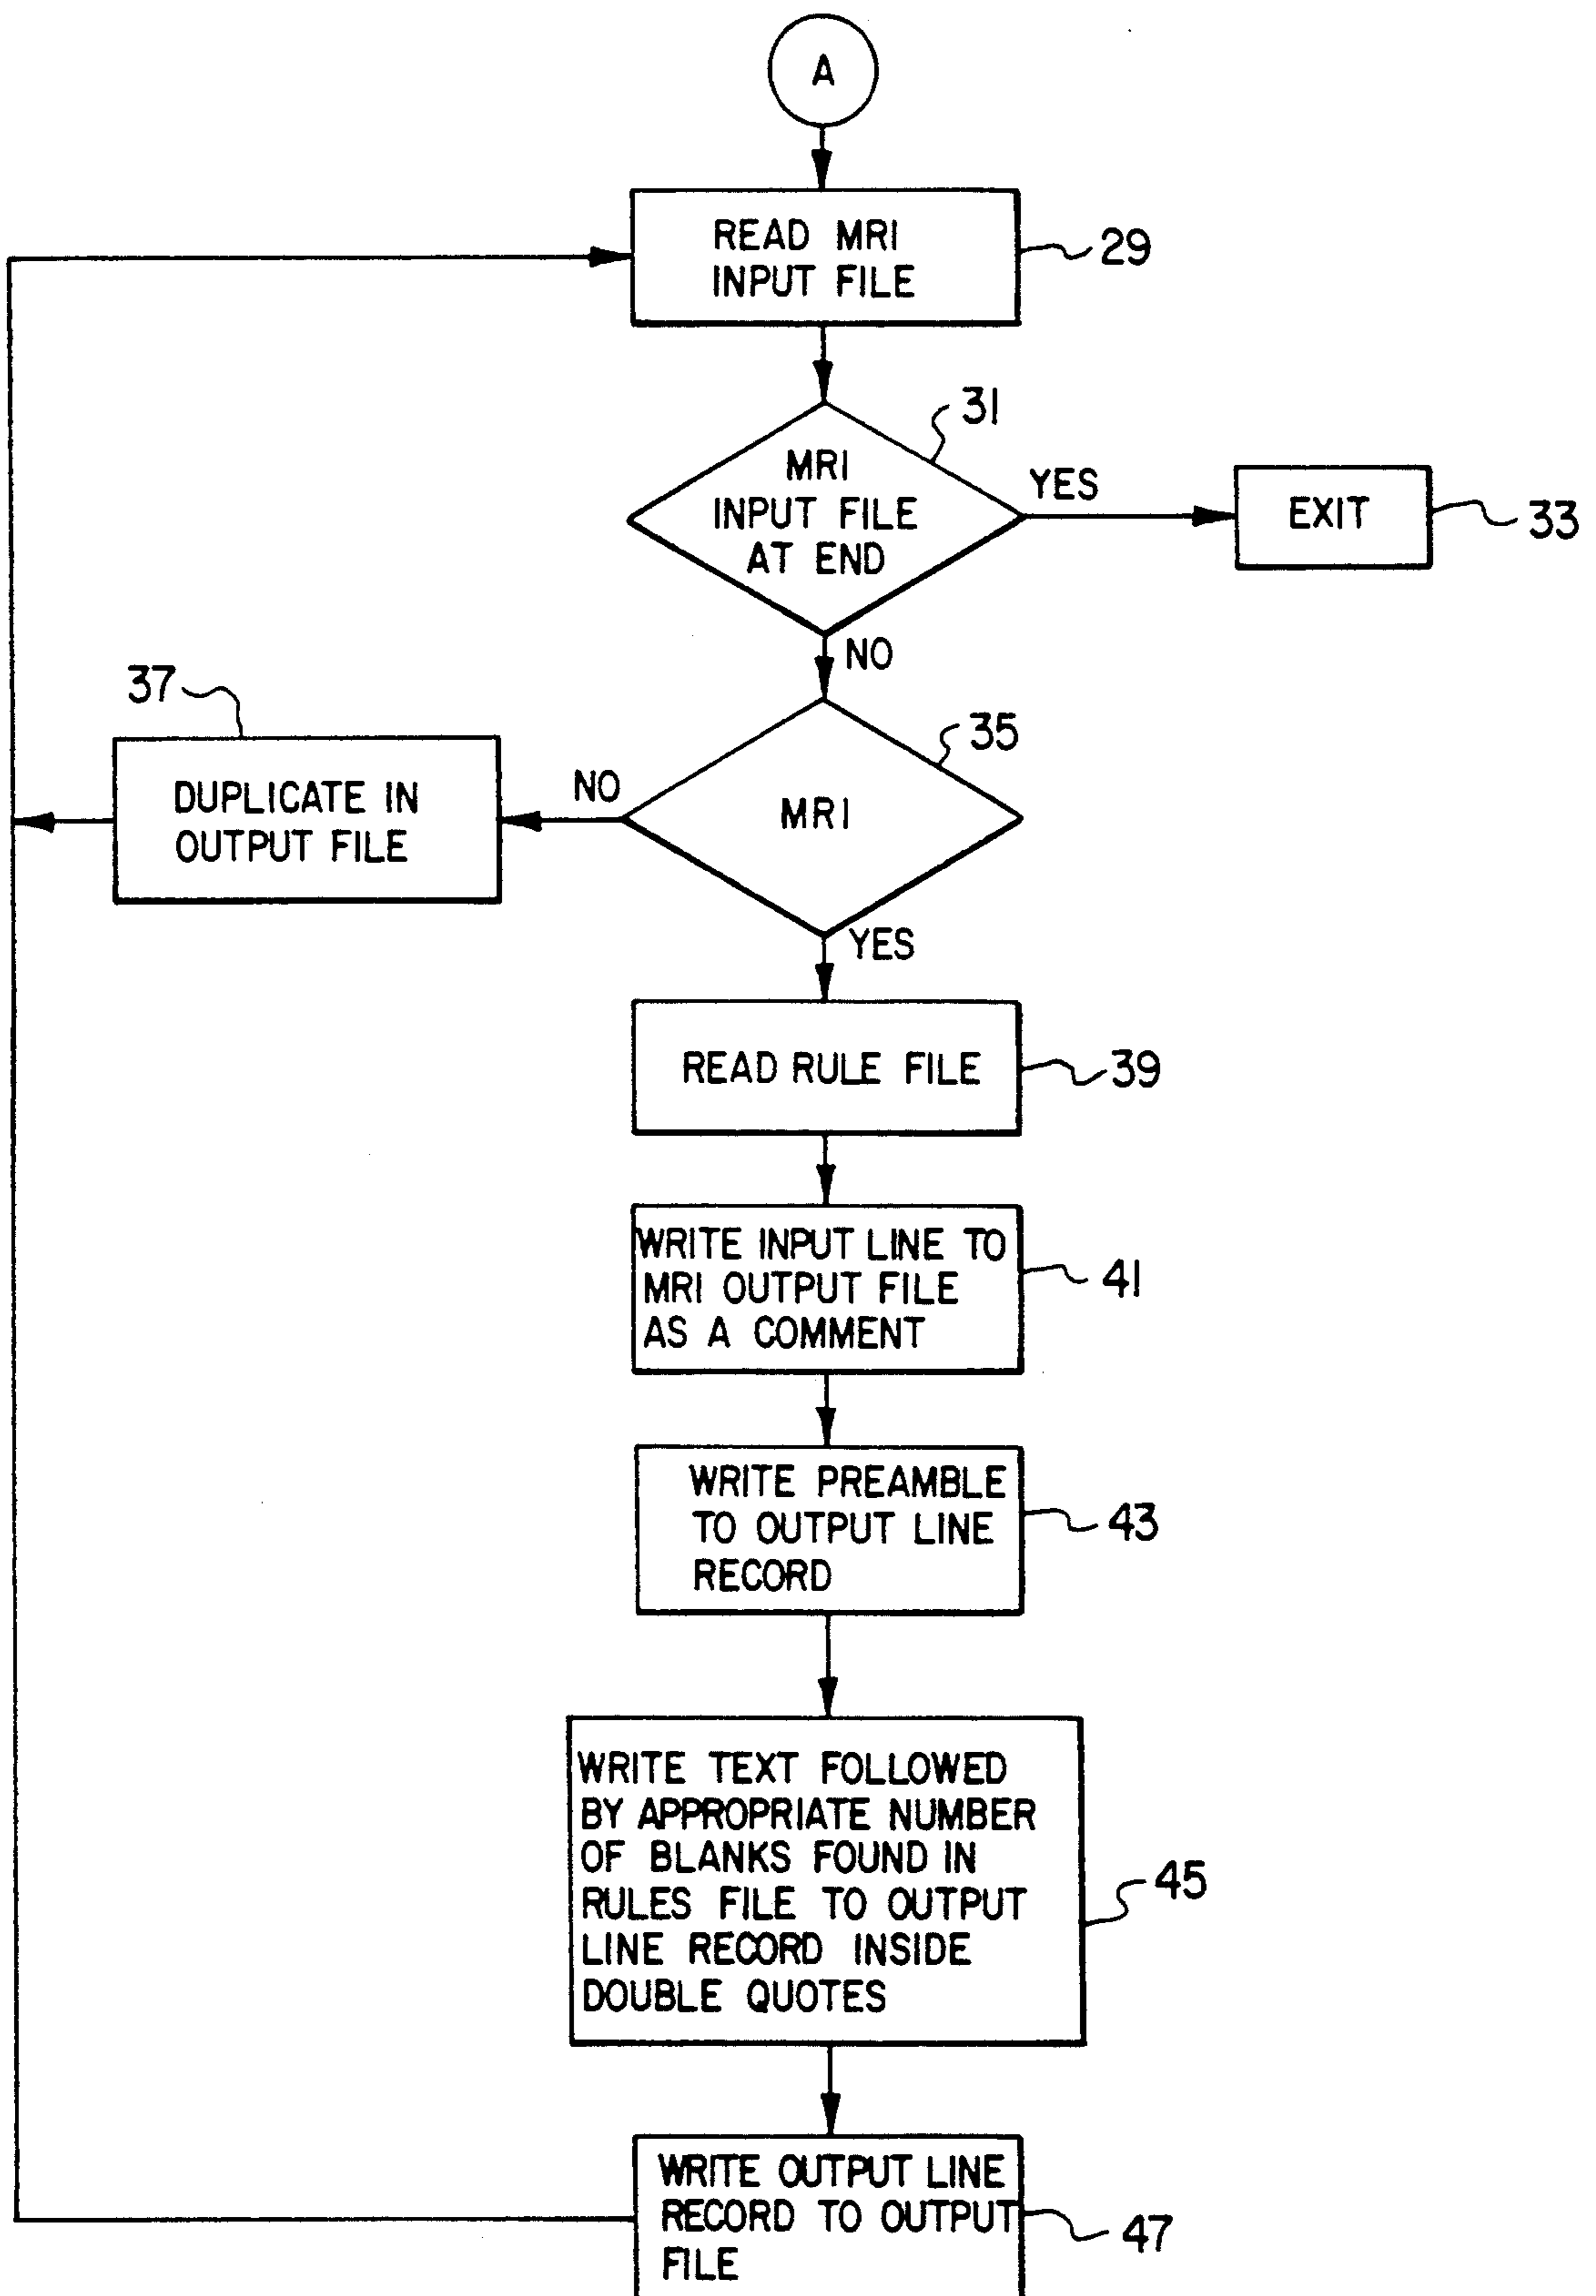 A
READ MRI
INPUT FILE
29
31
MRI
INPUT FILE
AT END
YES
EXIT
33
NO
37
35
DUPLICATE IN
OUTPUT FILE
NO
MRI
YES
READ RULE FILE
39
WRITE INPUT LINE TO
MRI OUTPUT FILE
AS A COMMENT
41
WRITE PREAMBLE
TO OUTPUT LINE
RECORD
43
WRITE TEXT FOLLOWED
BY APPROPRIATE NUMBER
OF BLANKS FOUND IN
RULES FILE TO OUTPUT
LINE RECORD INSIDE
DOUBLE QUOTES
45
WRITE OUTPUT LINE
RECORD TO OUTPUT
FILE
47